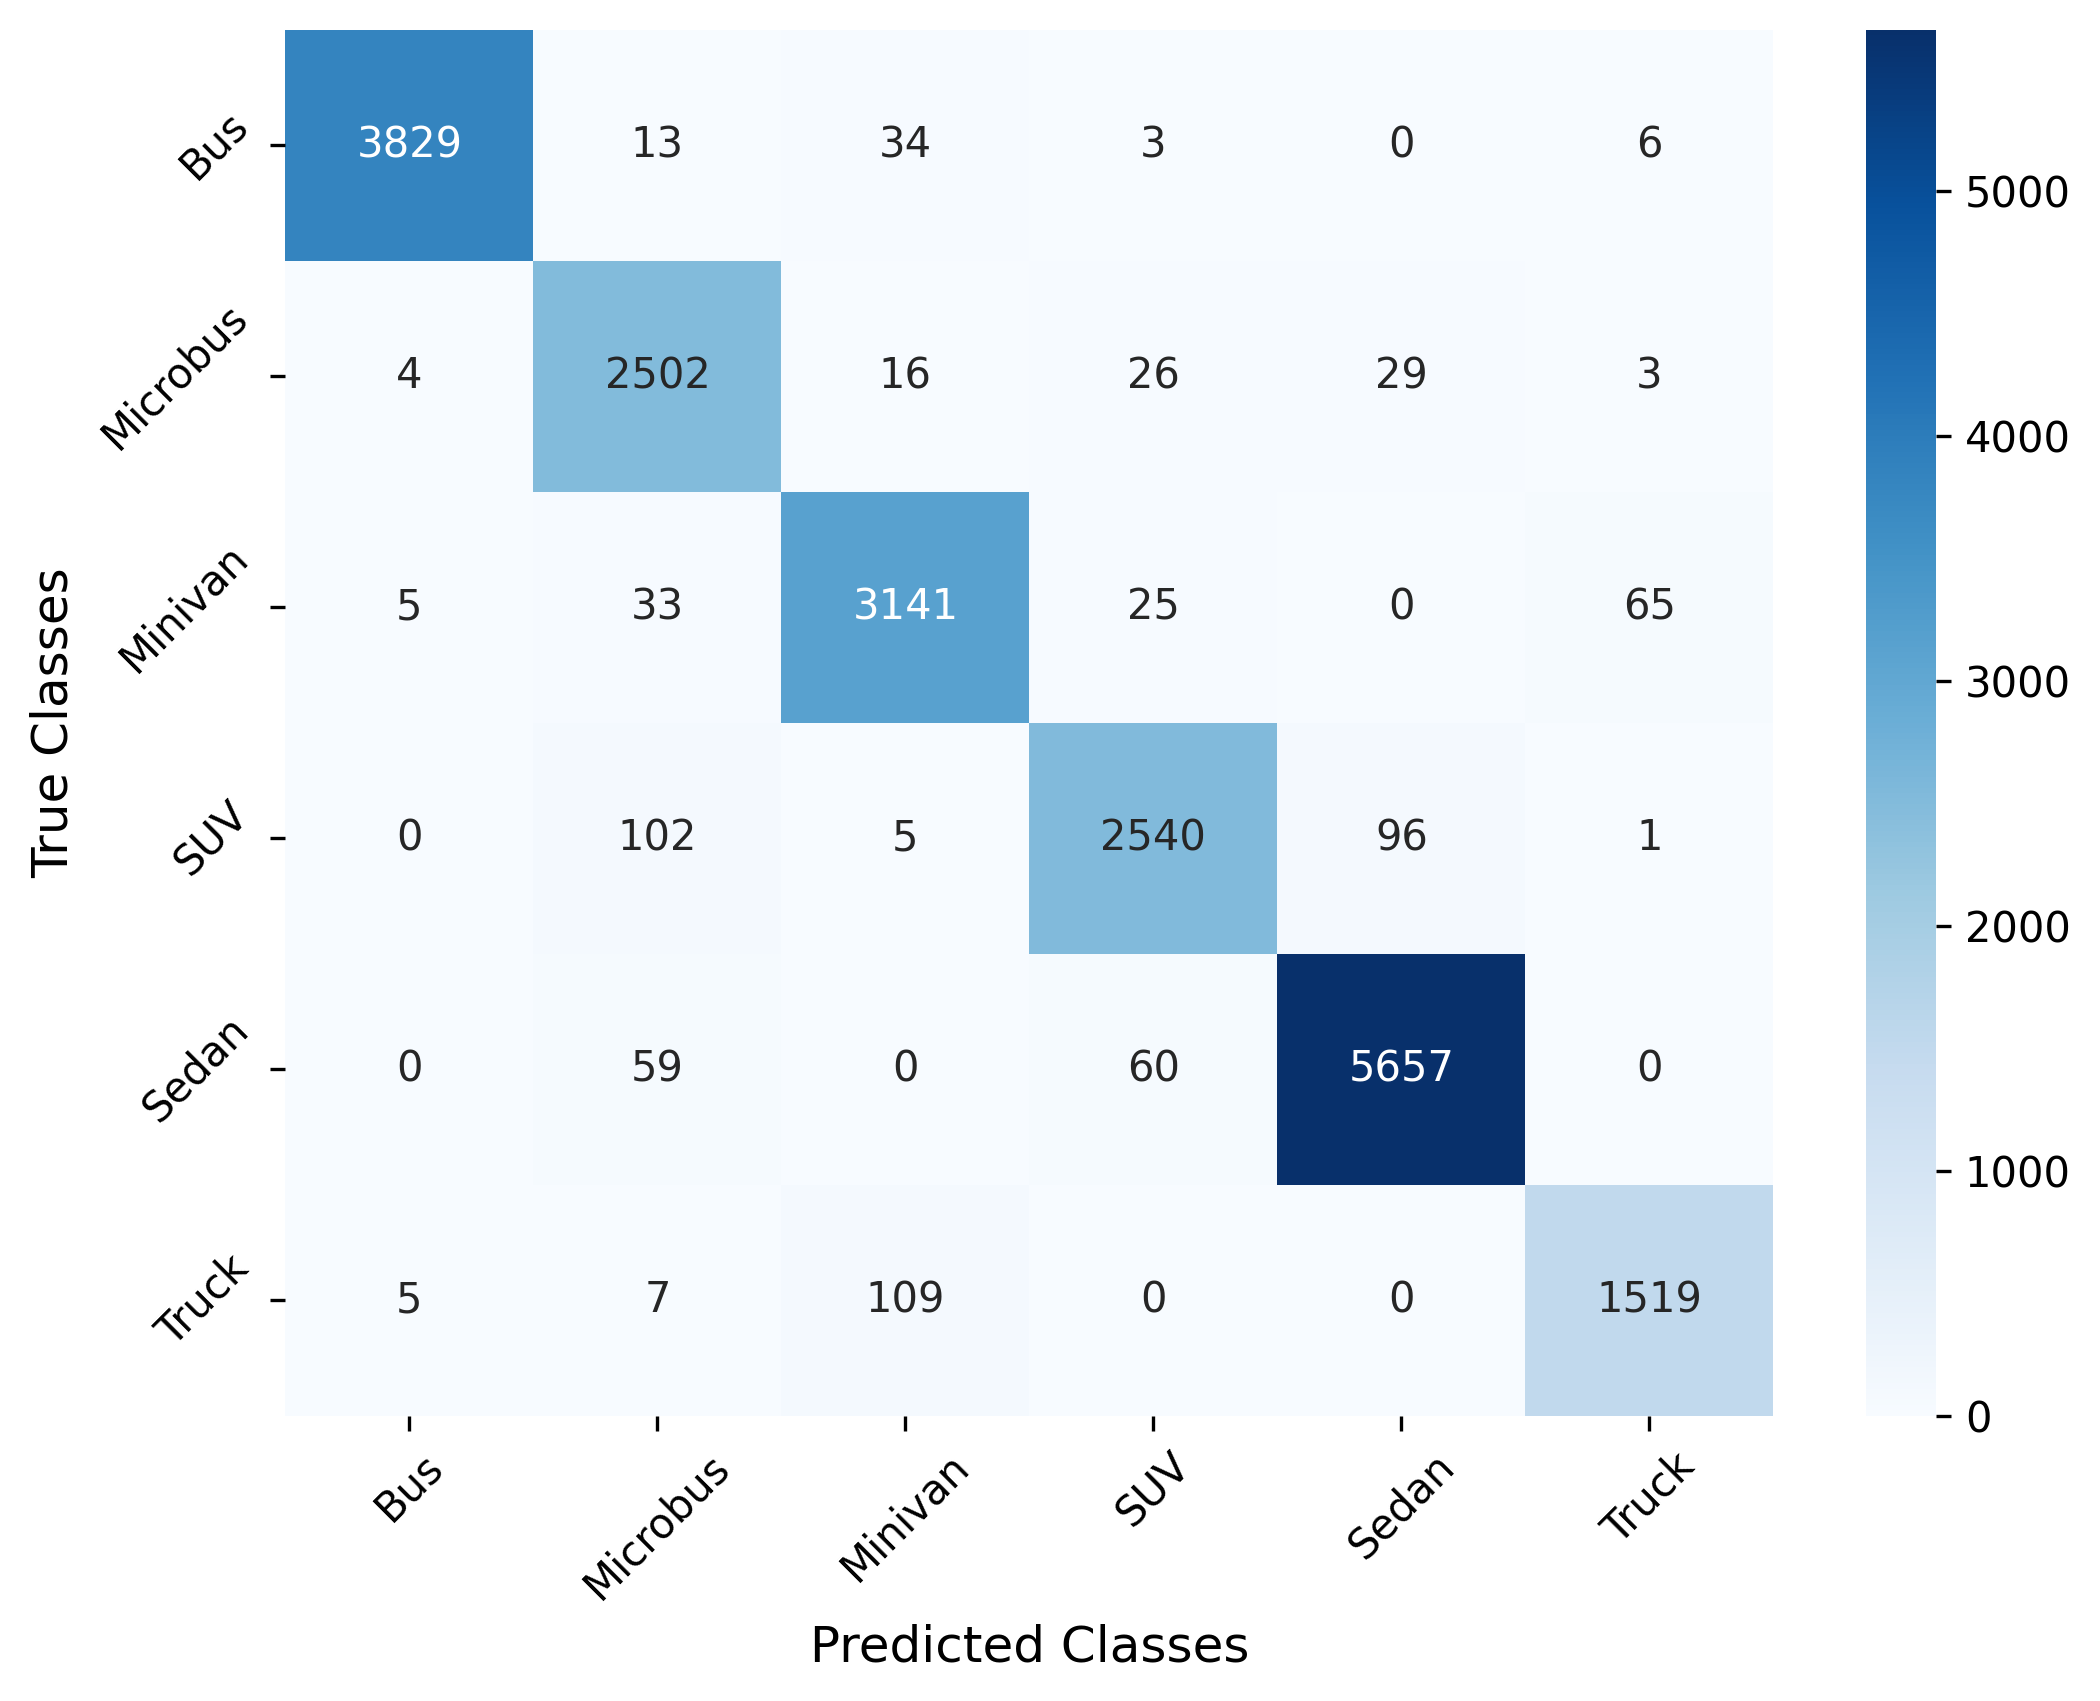 True Classes
Bus 3829 13 34 3 0 6
Microbus 4 2502 16 26 29 3
Minivan 5 33 3141 25 0 65
SUV 0 102 5 2540 96 1
Sedan 0 59 0 60 5657 0
Truck 5 7 109 0 0 1519
Bus Microbus Minivan SUV Sedan Truck
Predicted Classes
5000
4000
3000
2000
1000
0